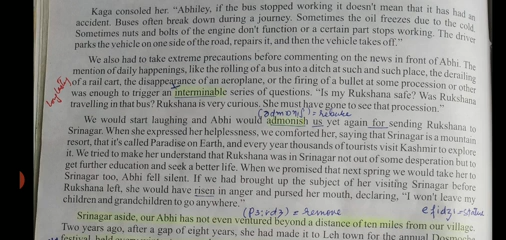 Kaga consoled her. "Abhiley, if the bus stopped working it doesn't mean that it has had an
accident. Buses often break down during a journey. Sometimes the oil freezes due to the cold.
Sometimes nuts and bolts of the engine don't function or a certain part stops working. The driver
parks the vehicle on one side of the road, repairs it, and then the vehicle takes off."
We also had to take extreme precautions before commenting on the news in front of Abhi. The
mention of daily happenings, like the rolling of a bus into a ditch at such and such place, the derailing
of a rail cart, the disappearance of an aeroplane, or the firing of a bullet at some procession or other
was enough to trigger an interminable series of questions. "Is my Rukshana safe? Was Rukshana
travelling in that bus? Rukshana is very curious. She must have gone to see that procession."
= rebuke
We would start laughing and Abhi would admonish us yet again for sending Rukshana to
Srinagar. When she expressed her helplessness, we comforted her, saying that Srinagar is a mountain
resort, that it's called Paradise on Earth, and every year thousands of tourists visit Kashmir to explore
it. We tried to make her understand that Rukshana was in Srinagar not out of some desperation but to
get further education and seek a better life. When we promised that next spring we would take her to
Srinagar too, Abhi fell silent. If we had brought up the subject of her visiting Srinagar before
Rukshana left, she would have risen in anger and pursed her mouth, declaring, "I won't leave my
children and grandchildren to go anywhere."
Srinagar aside, our Abhi has not even ventured beyond a distance of ten miles from our village.
Two years ago, after a gap of eight years, she had made it to Leh town for the annual Dosmoche